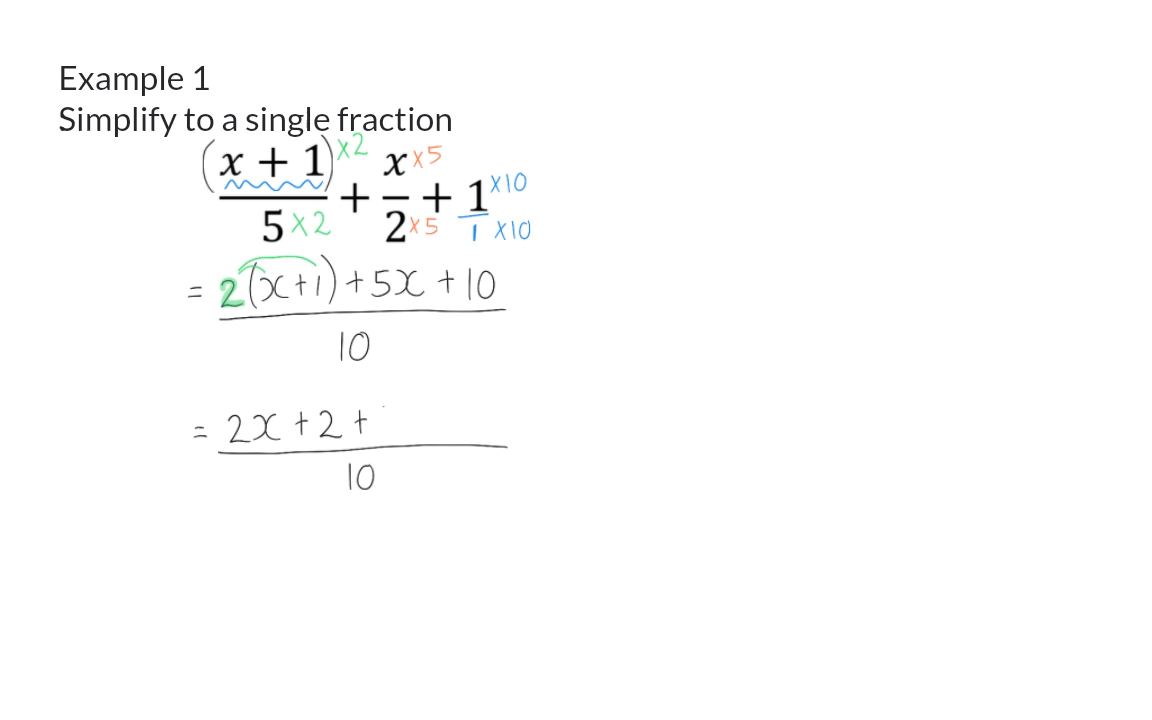 Example 1
Simplify to a single fraction
(x + 1)×2 x×5 1×10
+ +
5×2 2×5 1 ×10
= 2(x+1)+5x+10
10
= 2x+2+
10